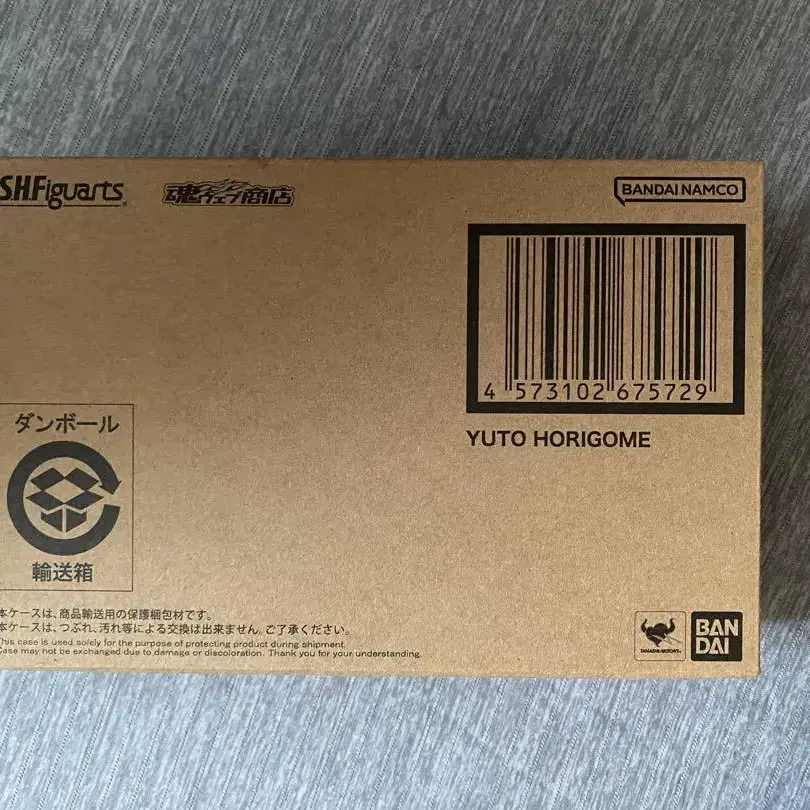 S.H.Figuarts
魂ウェブ商店
BANDAI NAMCO
4 573102 675729
YUTO HORIGOME
ダンボール
輸送箱
本ケースは、商品輸送用の保護梱包材です。
本ケースは、つぶれ、汚れ等による交換は出来ません。ご了承ください。
This case is used solely for the purpose of protecting product during shipment.
Case may not be exchanged due to damage or discoloration. Thank you for your understanding.
TAMASHII NATIONS
BAN
DAI